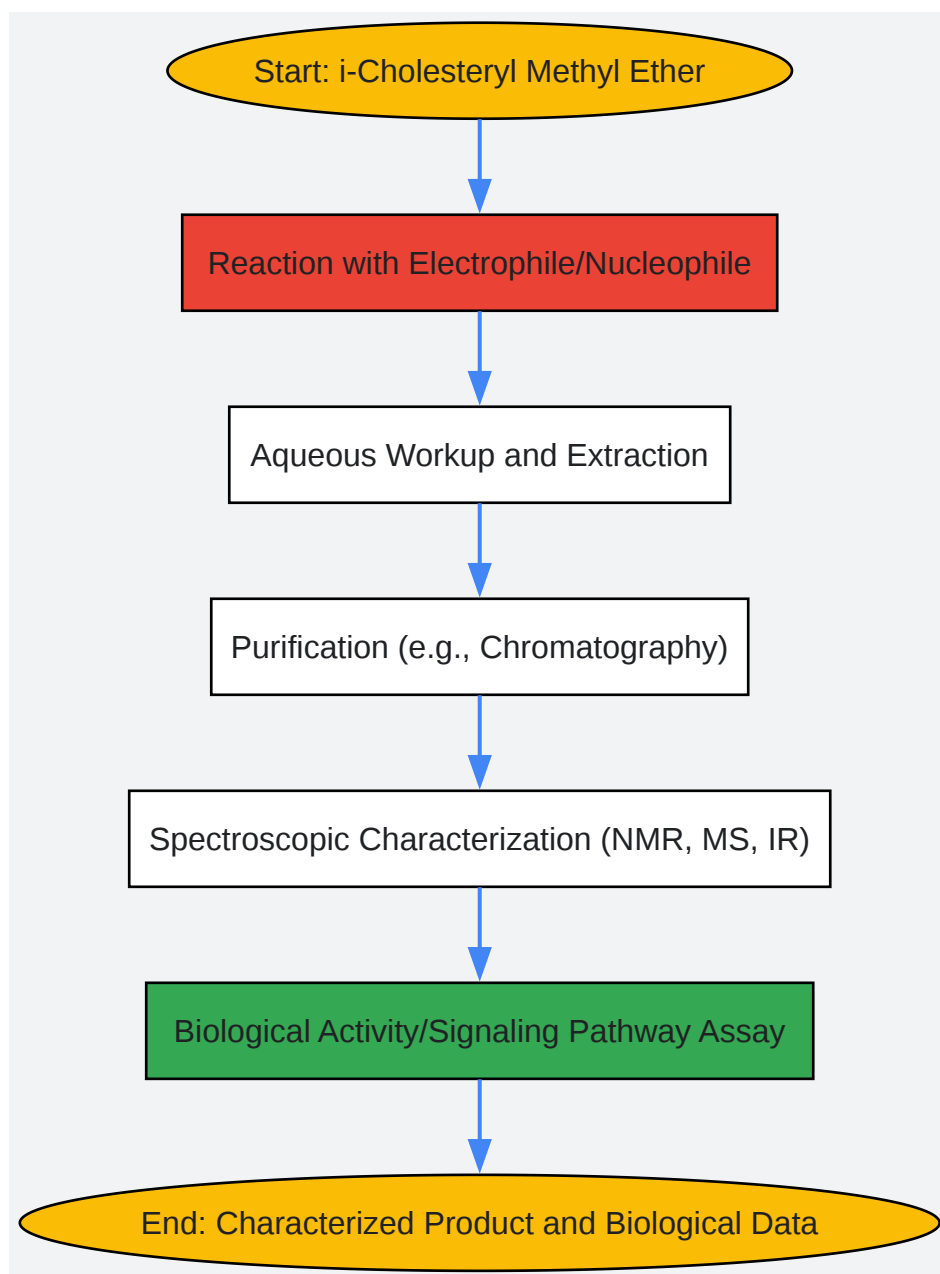 Start: i-Cholesteryl Methyl Ether
Reaction with Electrophile/Nucleophile
Aqueous Workup and Extraction
Purification (e.g., Chromatography)
Spectroscopic Characterization (NMR, MS, IR)
Biological Activity/Signaling Pathway Assay
End: Characterized Product and Biological Data